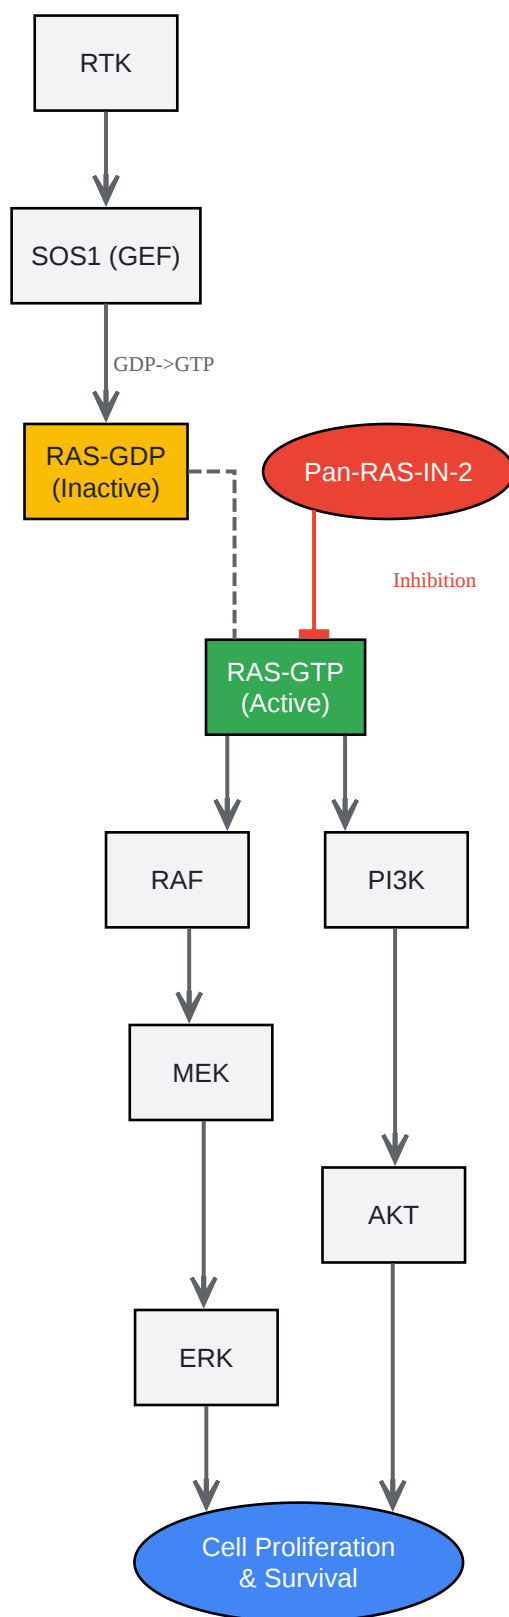 RTK
SOS1 (GEF)
GDP->GTP
RAS-GDP
(Inactive)
Pan-RAS-IN-2
Inhibition
RAS-GTP
(Active)
RAF
PI3K
MEK
AKT
ERK
Cell Proliferation
& Survival